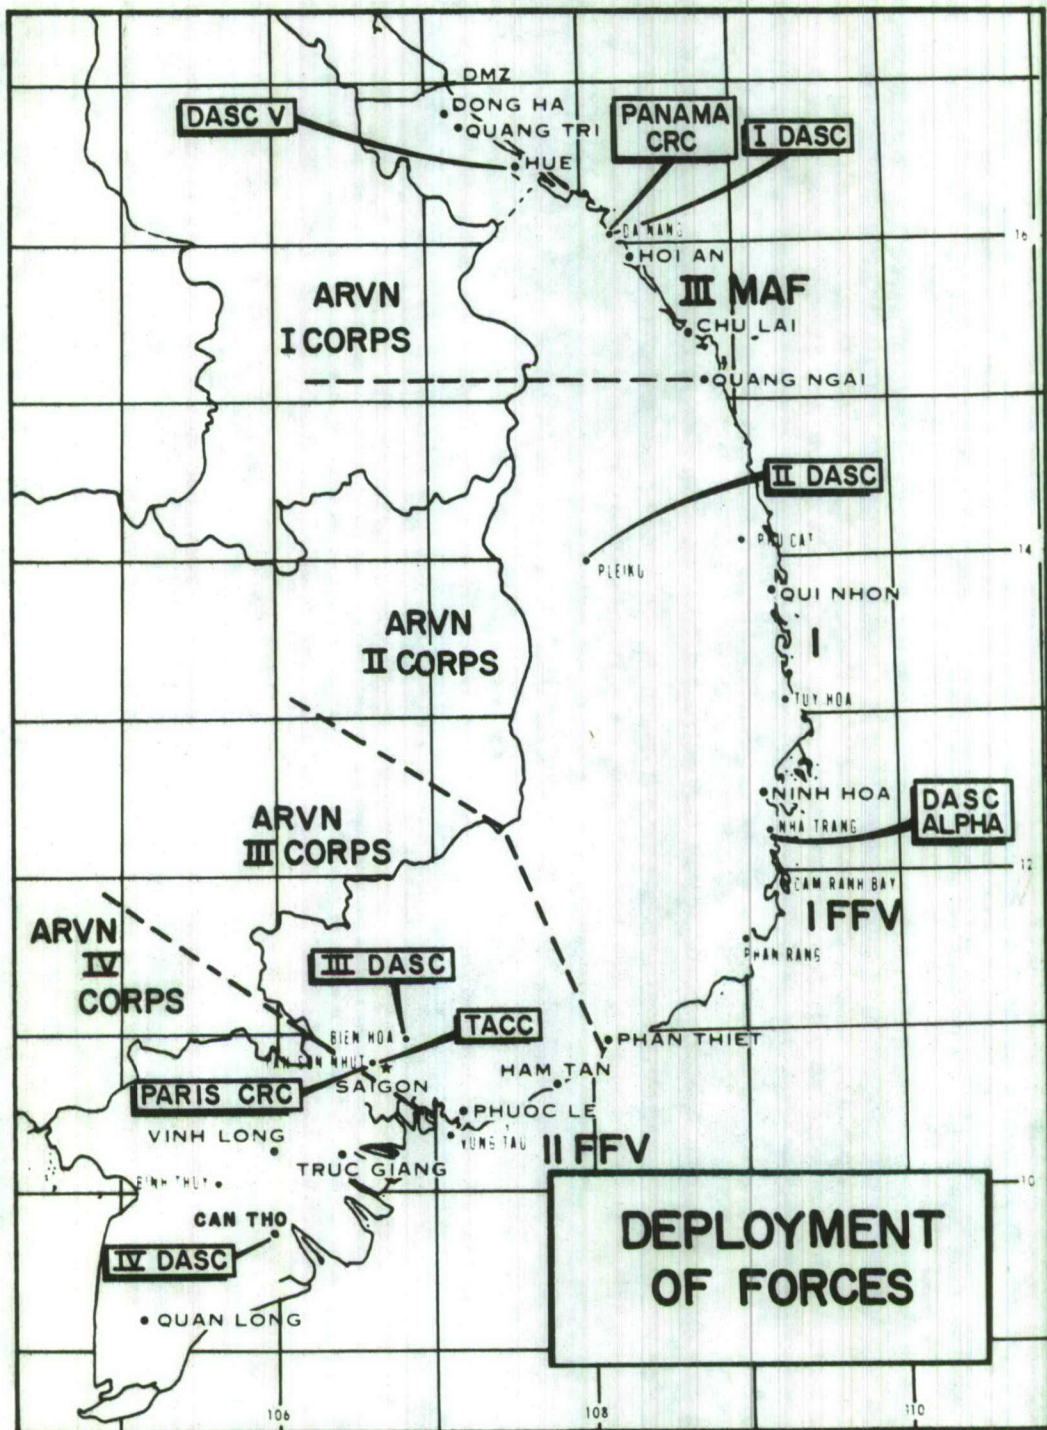 DMZ
DONG HA
DASC V
PANAMA
CRC
I DASC
QUANG TRI
HUE
DA NANG
16
HOI AN
ARVN
I CORPS
III MAF
CHU LAI
QUANG NGAI
II DASC
PHU CAT
14
PLEIKU
QUI NHON
ARVN
II CORPS
I
TUY HOA
NINH HOA
DASC
ALPHA
ARVN
III CORPS
NHA TRANG
12
CAM RANH BAY
I FFV
ARVN
IV
CORPS
PHAN RANG
III DASC
TACC
BIEN HOA
PHAN THIET
TAN SON NHUT
HAM TAN
SAIGON
PARIS CRC
PHUOC LE
VINH LONG
VUNG TAU
II FFV
TRUC GIANG
BINH THUY
10
CAN THO
DEPLOYMENT
OF FORCES
IV DASC
QUAN LONG
106
108
110